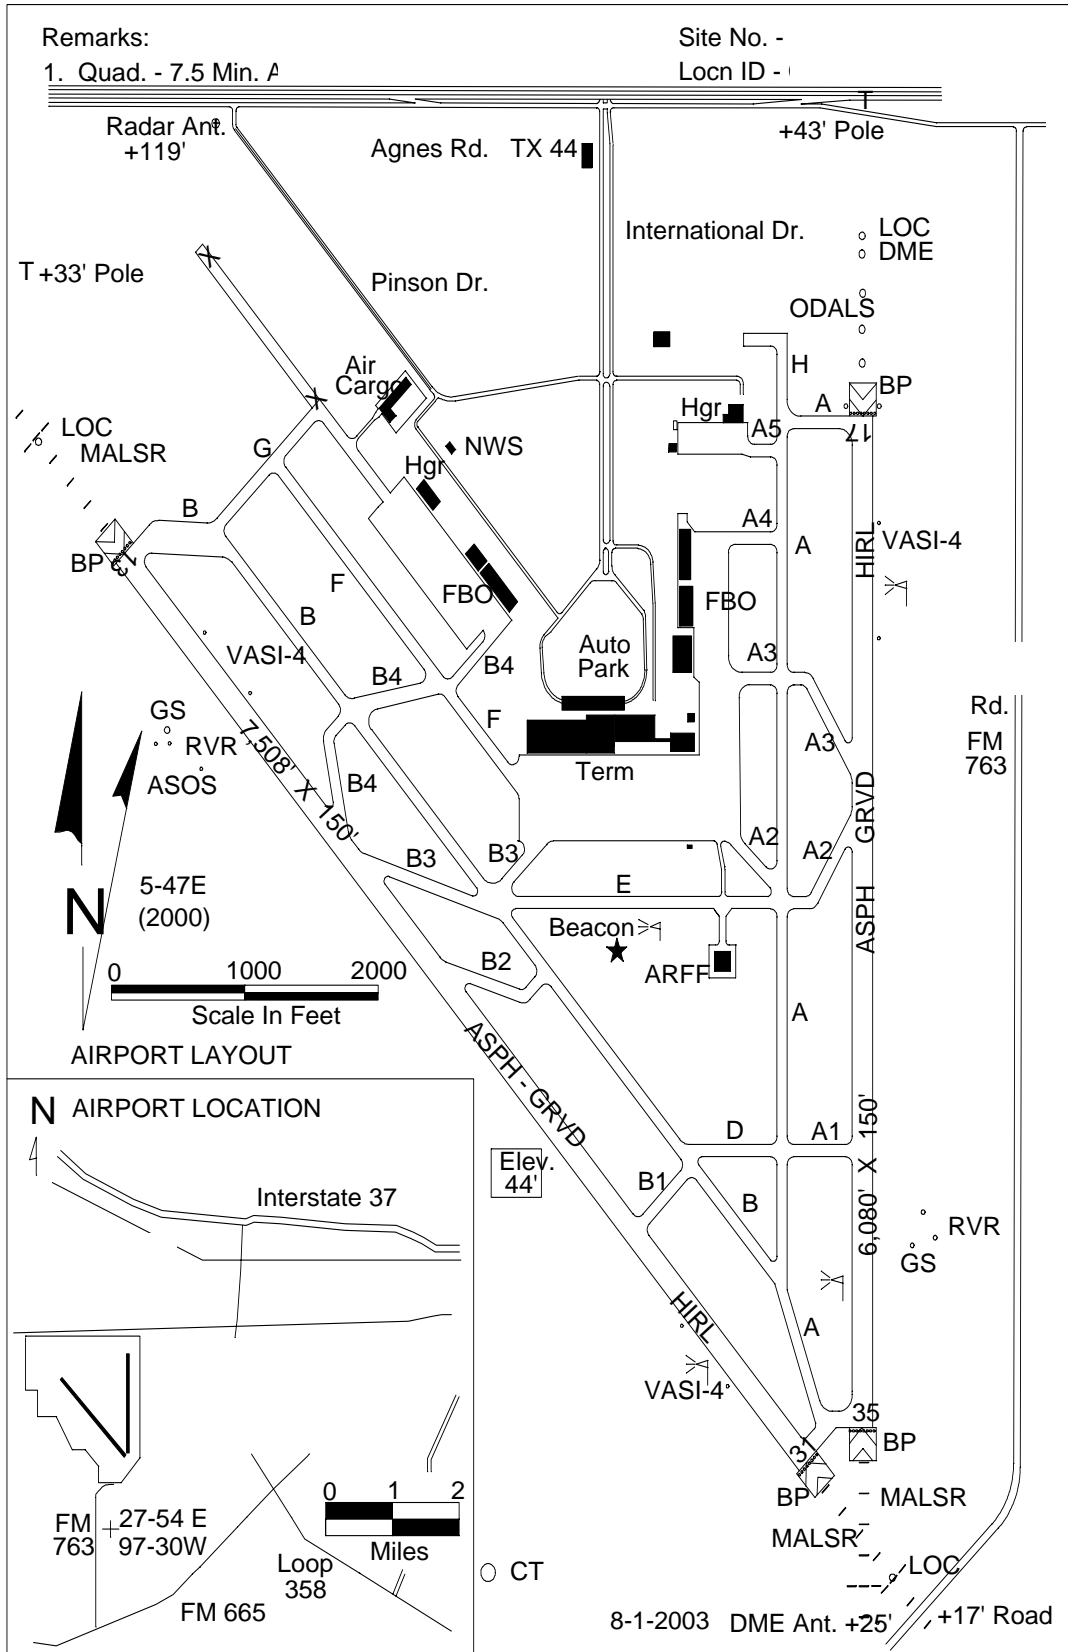 Remarks:
Site No. -
1. Quad. - 7.5 Min.
Locn ID -
T
Radar Ant.
+119'
Agnes Rd.
TX 44
+43' Pole
International Dr.
LOC
DME
T +33' Pole
Pinson Dr.
X
ODALS
Air
Cargo
H
BP
X
A
Hgr
A5
17
LOC
MALSR
G
NWS
Hgr
B
A4
A
HIRL
VASI-4
BP
13
F
FBO
FBO
B
VASI-4
Auto
Park
A3
B4
B4
GS
RVR
F
Rd.
FM
763
7,508' X 150'
A3
ASOS
B4
Term
ASPH GRVD
A2
A2
B3
B3
N
5-47E
(2000)
E
Beacon
B2
ARFF
0 1000 2000
Scale In Feet
A
AIRPORT LAYOUT
ASPH - GRVD
N AIRPORT LOCATION
D
A1
6,080' X 150'
Elev.
44'
B1
B
Interstate 37
RVR
GS
HIRL
A
VASI-4
35
BP
31
BP
MALSR
0 1 2
Miles
FM
763
27-54 E
97-30W
MALSR
Loop
358
CT
LOC
FM 665
8-1-2003
DME Ant. +25'
+17' Road